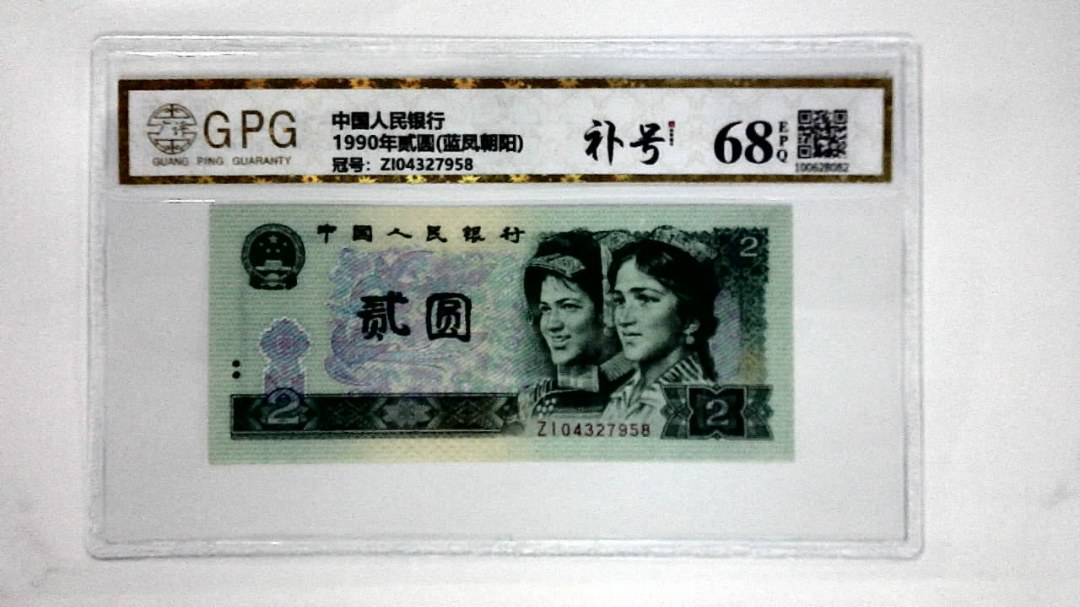 GPG
GUANG PING GUARANTY
中国人民银行
1990年贰圆(蓝凤朝阳)
冠号: ZI04327958
补号
68
EPQ
100628082
中国人民银行
2
贰圆
2
2
ZI04327958